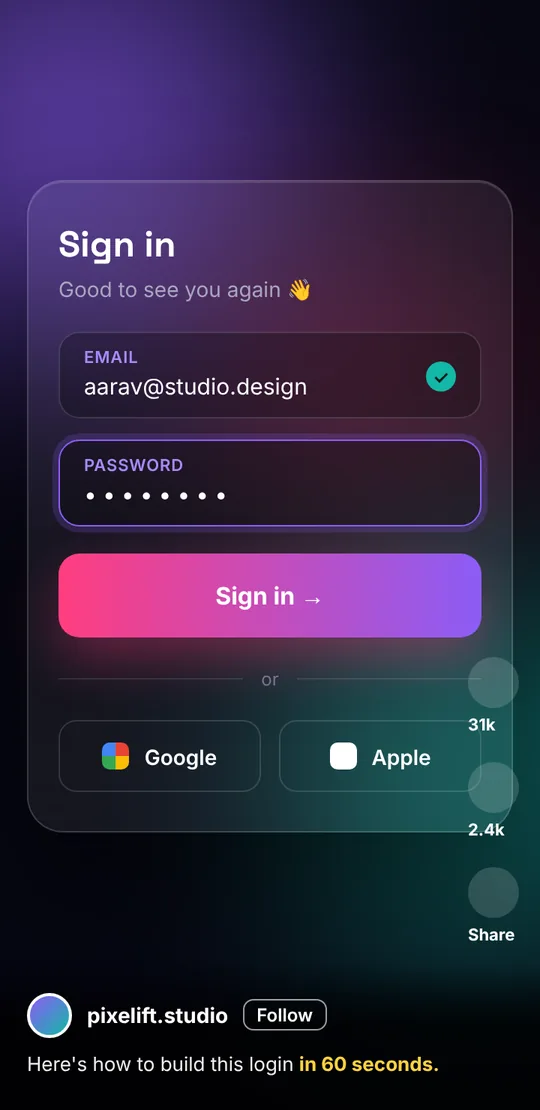 Sign in
Good to see you again 👋
EMAIL
aarav@studio.design
PASSWORD
••••••••
Sign in →
or
Google
Apple
31k
2.4k
Share
pixelift.studio
Follow
Here's how to build this login in 60 seconds.